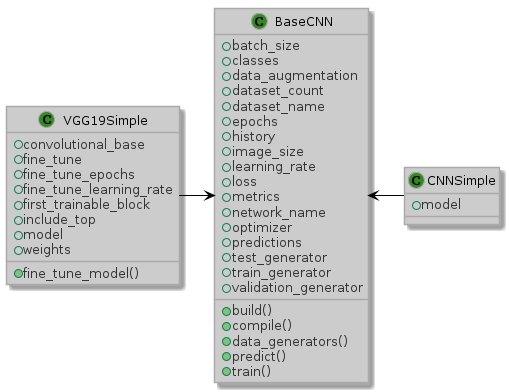 C VGG19Simple
convolutional_base
fine_tune
fine_tune_epochs
fine_tune_learning_rate
first_trainable_block
include_top
model
weights
fine_tune_model()
C BaseCNN
batch_size
classes
data_augmentation
dataset_count
dataset_name
epochs
history
image_size
learning_rate
loss
metrics
network_name
optimizer
predictions
test_generator
train_generator
validation_generator
build()
compile()
data_generators()
predict()
train()
C CNNSimple
model